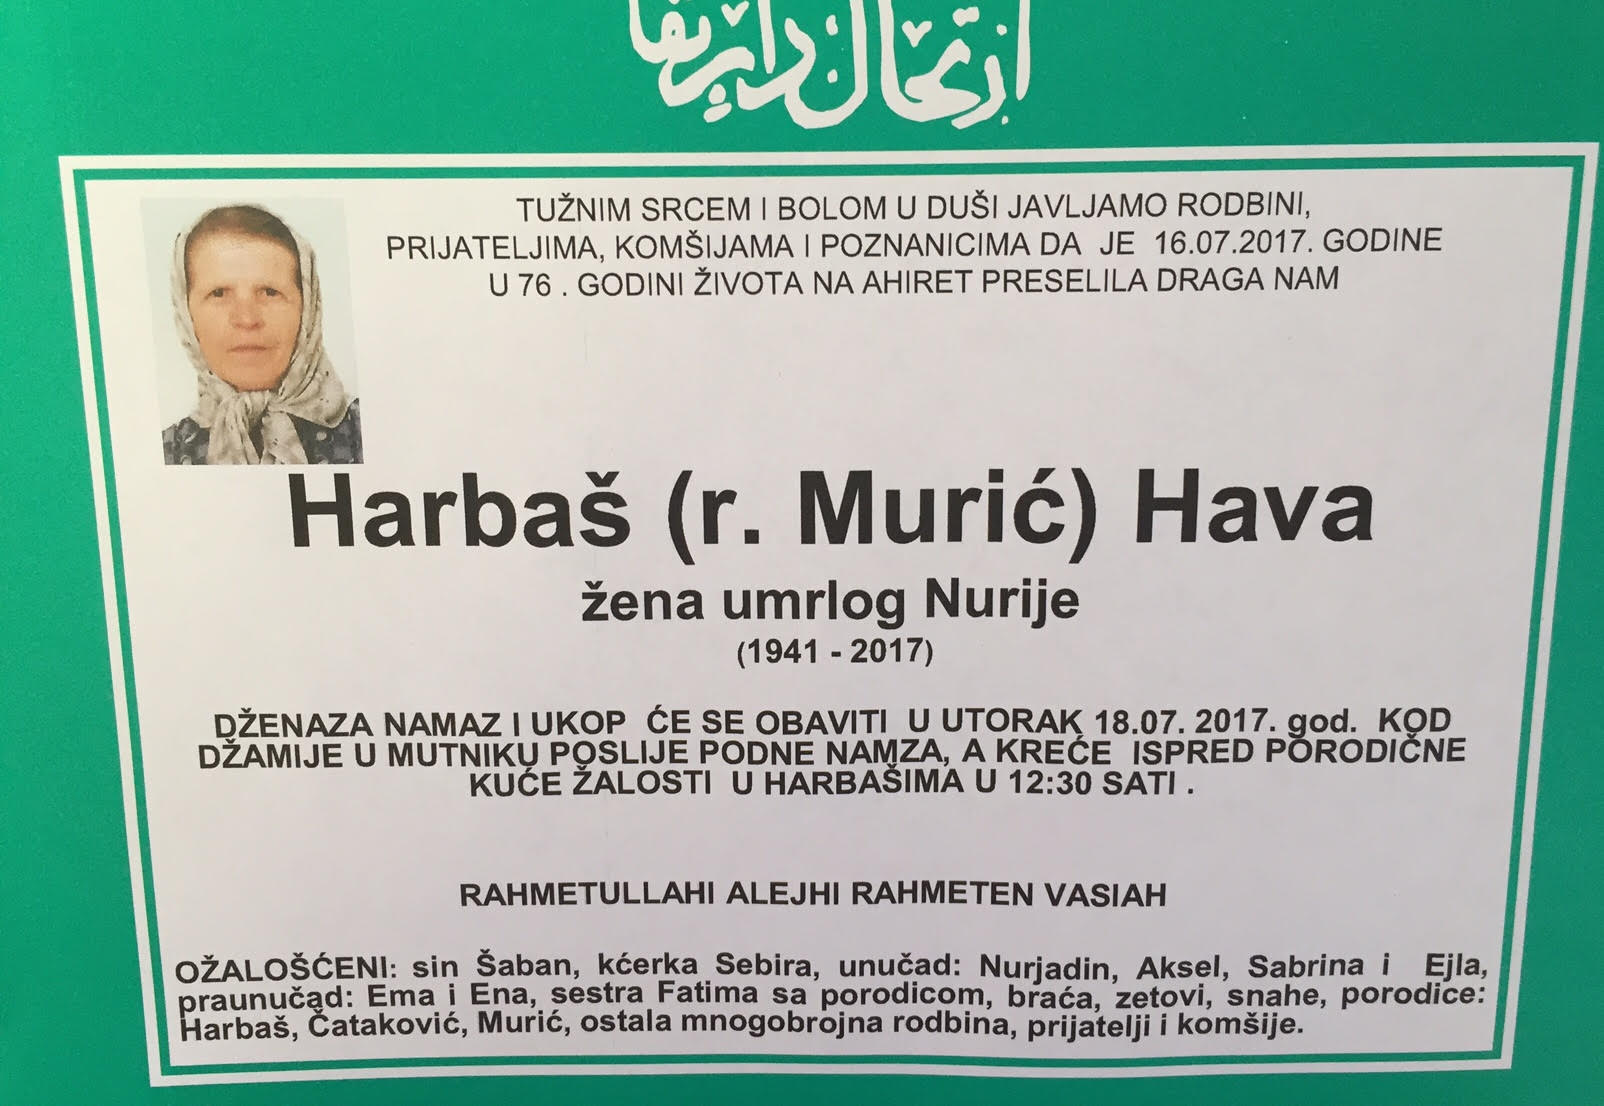 ارتحال دار بقا
TUŽNIM SRCEM I BOLOM U DUŠI JAVLJAMO RODBINI,
PRIJATELJIMA, KOMŠIJAMA I POZNANICIMA DA JE 16.07.2017. GODINE
U 76 . GODINI ŽIVOTA NA AHIRET PRESELILA DRAGA NAM
Harbaš (r. Murić) Hava
žena umrlog Nurije
(1941 - 2017)
DŽENAZA NAMAZ I UKOP ĆE SE OBAVITI U UTORAK 18.07. 2017. god. KOD
DŽAMIJE U MUTNIKU POSLIJE PODNE NAMZA, A KREĆE ISPRED PORODIČNE
KUĆE ŽALOSTI U HARBAŠIMA U 12:30 SATI .
RAHMETULLAHI ALEJHI RAHMETEN VASIAH
OŽALOŠĆENI: sin Šaban, kćerka Sebira, unučad: Nurjadin, Aksel, Sabrina i Ejla,
praunučad: Ema i Ena, sestra Fatima sa porodicom, braća, zetovi, snahe, porodice:
Harbaš, Čataković, Murić, ostala mnogobrojna rodbina, prijatelji i komšije.